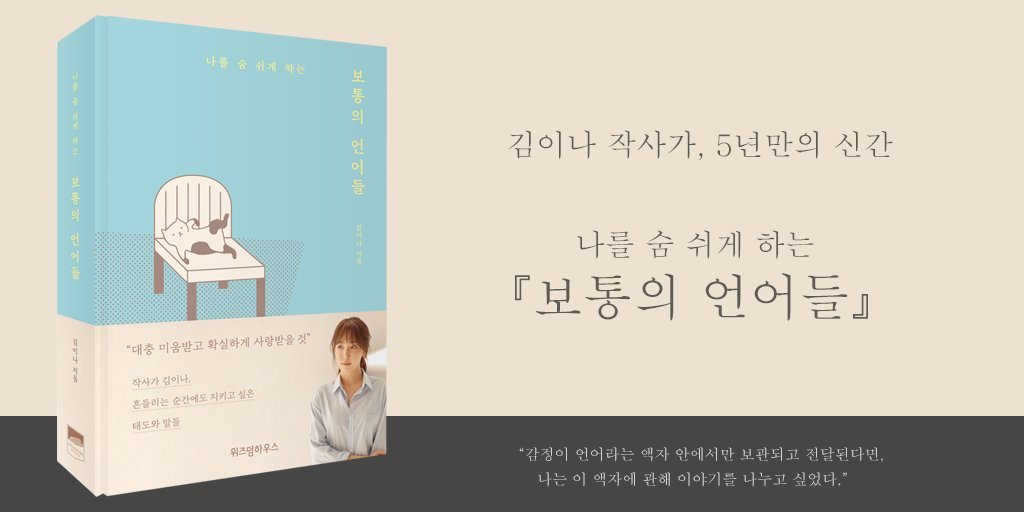 나를 숨 쉬게 하는
보통의 언어들
김이나 지음
나를 숨 쉬게 하는
보통의 언어들
김이나 지음
“대충 미움받고 확실하게 사랑받을 것”
작사가 김이나,
흔들리는 순간에도 지키고 싶은
태도와 말들
위즈덤하우스
김이나 작사가, 5년만의 신간
나를 숨 쉬게 하는
『보통의 언어들』
“감정이 언어라는 액자 안에서만 보관되고 전달된다면,
나는 이 액자에 관해 이야기를 나누고 싶었다.”